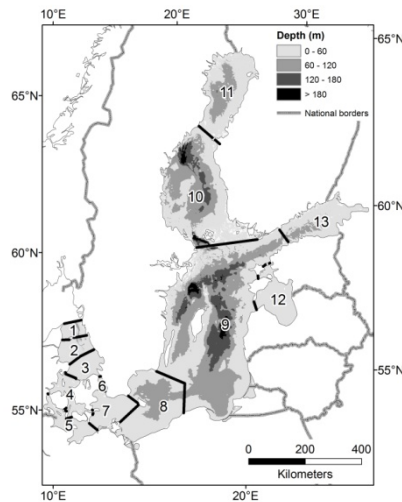 10°E 20°E
Depth (m)
0 - 60
60 - 120
120 - 180
> 180
National borders
65°N
65°N
11
10
13
60°N
60°N
12
1
2
9
3
6
4
55°N
8
7
55°N
5
0 200 400
Kilometers
10°E 20°E